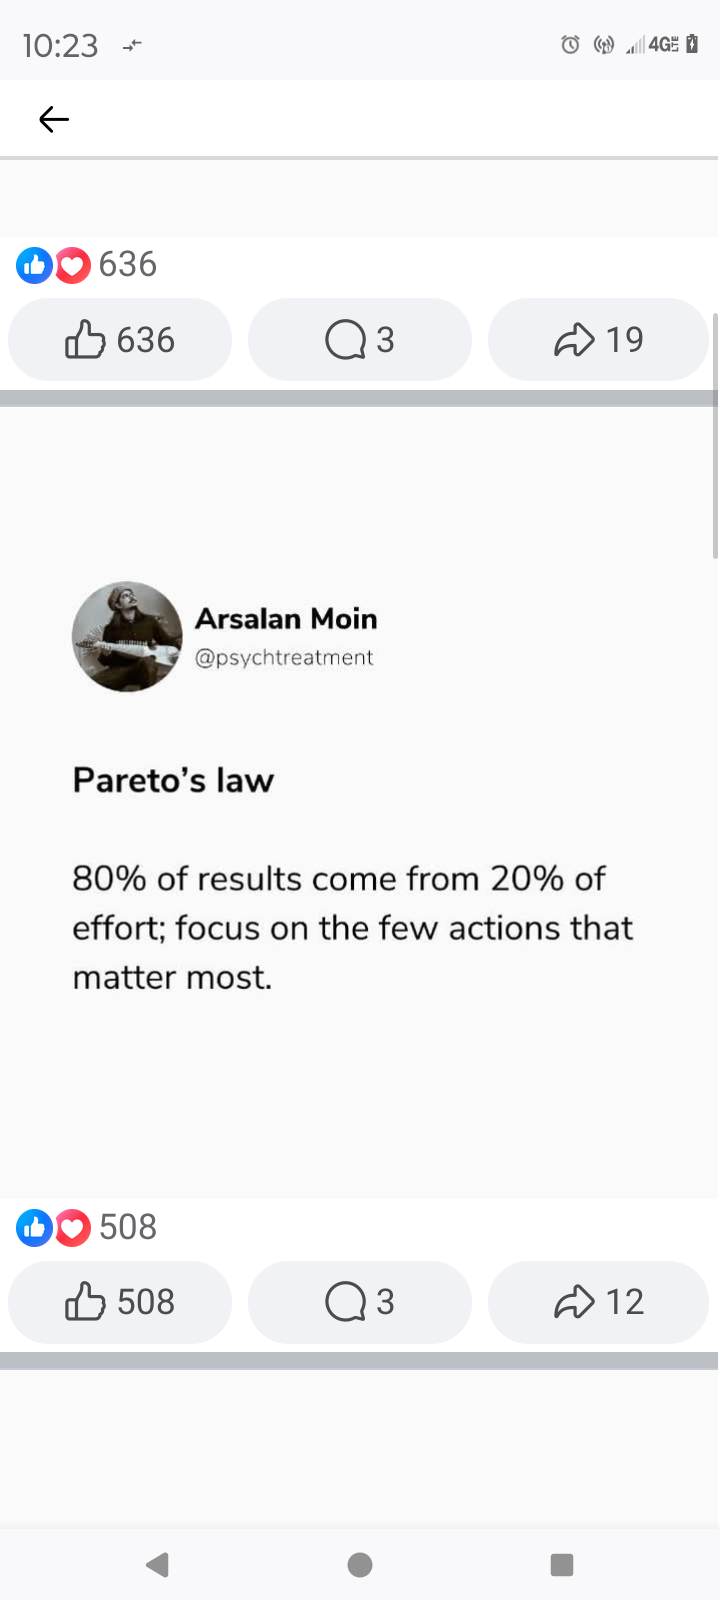 10:23 4G LTE
636
636 3 19
Arsalan Moin
@psychtreatment
Pareto’s law
80% of results come from 20% of
effort; focus on the few actions that
matter most.
508
508 3 12